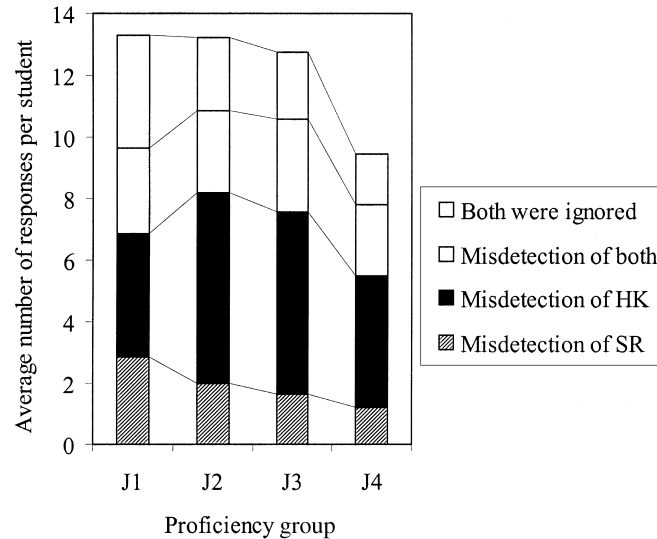 14
12
10
8
6
4
2
0
Average number of responses per student
J1 J2 J3 J4
Proficiency group
Both were ignored
Misdetection of both
Misdetection of HK
Misdetection of SR